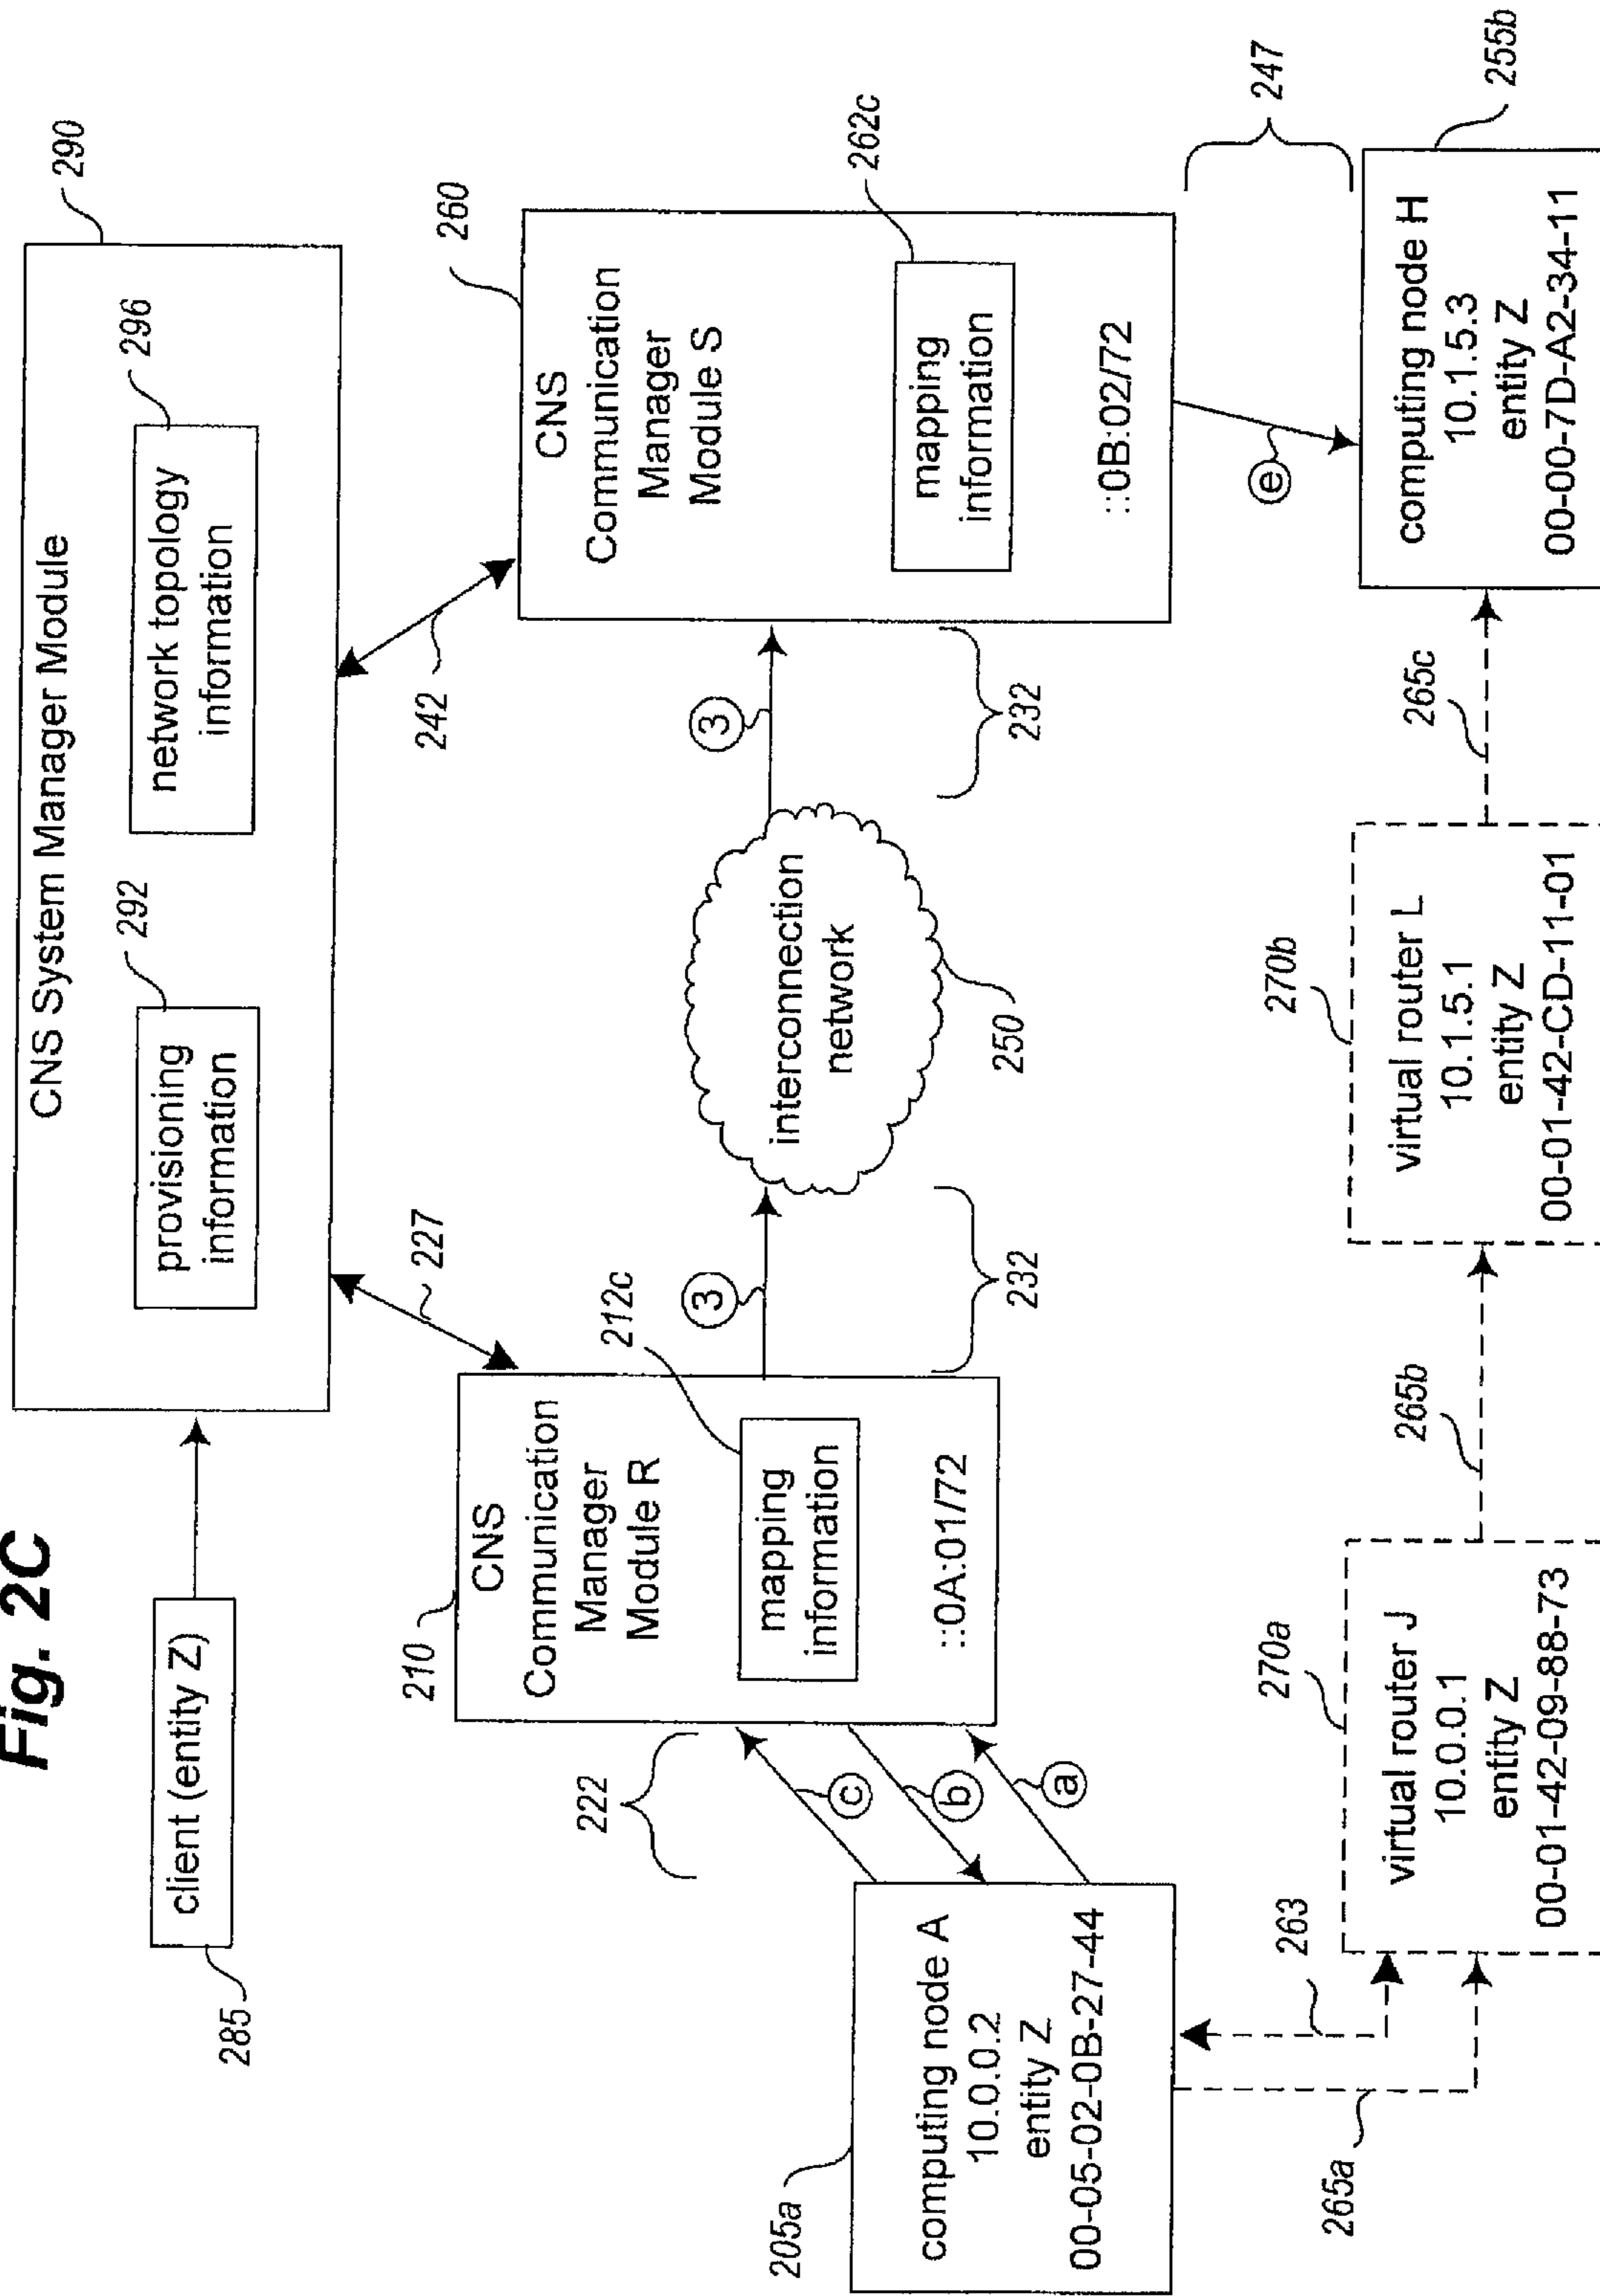 Fig. 2C
285
client (entity Z)
290
CNS System Manager Module
292
provisioning
information
296
network topology
information
227
242
210
CNS
Communication
Manager
Module R
212c
mapping
information
::0A:01/72
3
232
interconnection
network
250
3
232
260
CNS
Communication
Manager
Module S
262c
mapping
information
::0B:02/72
222
c
b
a
e
247
205a
computing node A
10.0.0.2
entity Z
00-05-02-0B-27-44
263
265a
270a
virtual router J
10.0.0.1
entity Z
00-01-42-09-88-73
265b
270b
virtual router L
10.1.5.1
entity Z
00-01-42-CD-11-01
265c
255b
computing node H
10.1.5.3
entity Z
00-00-7D-A2-34-11